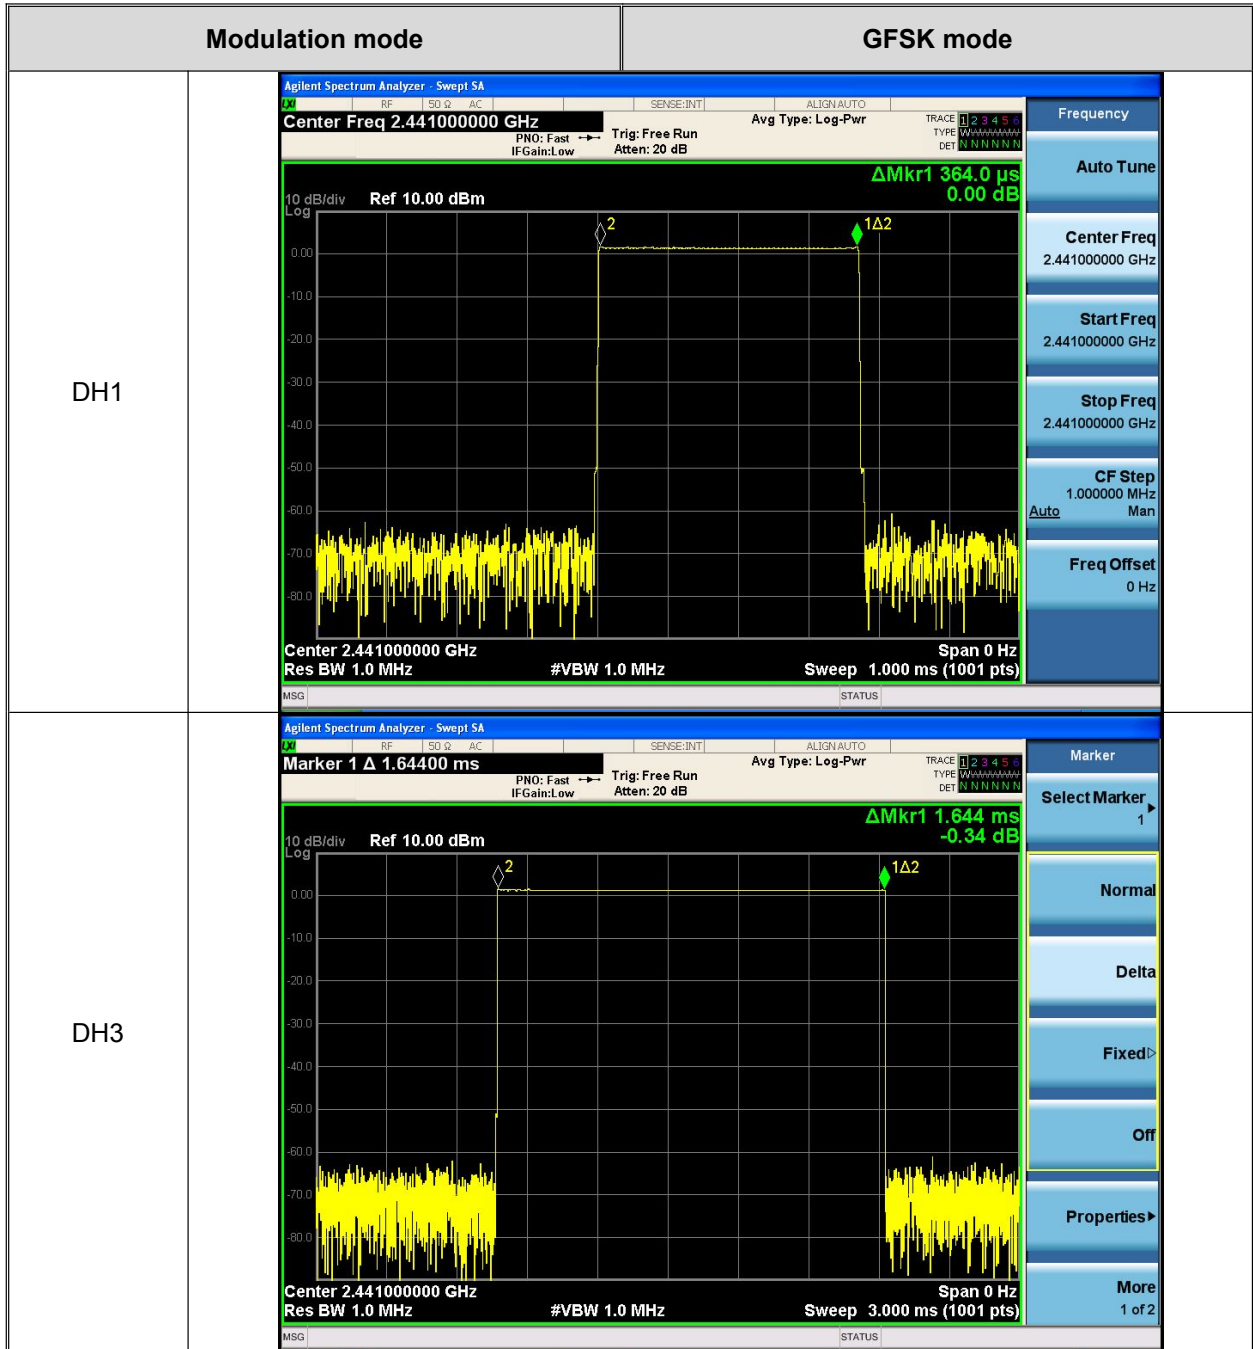 Modulation mode GFSK mode
DH1
Agilent Spectrum Analyzer - Swept SA
LXI RF 50 Ω AC SENSE:INT ALIGN AUTO
Center Freq 2.441000000 GHz
PNO: Fast
IFGain:Low
Trig: Free Run
Atten: 20 dB
Avg Type: Log-Pwr
TRACE 1 2 3 4 5 6
TYPE W
DET N N N N N N
ΔMkr1 364.0 µs
0.00 dB
10 dB/div Ref 10.00 dBm
Log
2
1Δ2
0.00
-10.0
-20.0
-30.0
-40.0
-50.0
-60.0
-70.0
-80.0
Center 2.441000000 GHz Span 0 Hz
Res BW 1.0 MHz #VBW 1.0 MHz Sweep 1.000 ms (1001 pts)
MSG STATUS
Frequency
Auto Tune
Center Freq
2.441000000 GHz
Start Freq
2.441000000 GHz
Stop Freq
2.441000000 GHz
CF Step
1.000000 MHz
Auto Man
Freq Offset
0 Hz
DH3
Agilent Spectrum Analyzer - Swept SA
LXI RF 50 Ω AC SENSE:INT ALIGN AUTO
Marker 1 Δ 1.64400 ms
PNO: Fast
IFGain:Low
Trig: Free Run
Atten: 20 dB
Avg Type: Log-Pwr
TRACE 1 2 3 4 5 6
TYPE W
DET N N N N N N
ΔMkr1 1.644 ms
-0.34 dB
10 dB/div Ref 10.00 dBm
Log
2
1Δ2
0.00
-10.0
-20.0
-30.0
-40.0
-50.0
-60.0
-70.0
-80.0
Center 2.441000000 GHz Span 0 Hz
Res BW 1.0 MHz #VBW 1.0 MHz Sweep 3.000 ms (1001 pts)
MSG STATUS
Marker
Select Marker
1
Normal
Delta
Fixed
Off
Properties
More
1 of 2